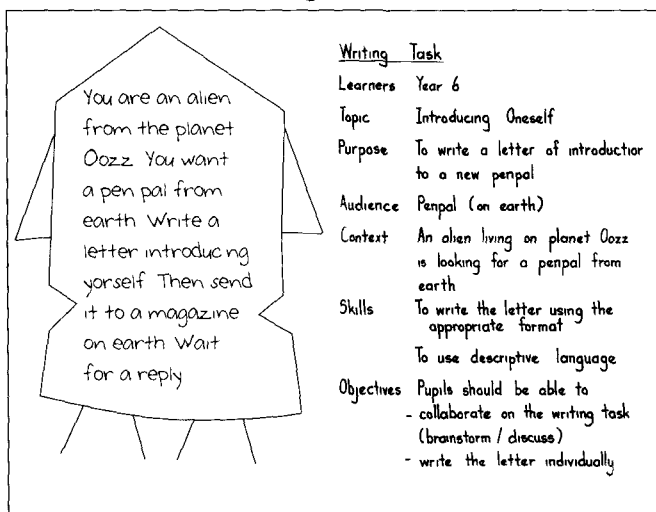 You are an alien
from the planet
Oozz You want
a pen pal from
earth Write a
letter introducing
yorself Then send
it to a magazine
on earth Wait
for a reply
Writing Task
Learners Year 6
Topic Introducing Oneself
Purpose To write a letter of introduction
to a new penpal
Audience Penpal (on earth)
Context An alien living on planet Oozz
is looking for a penpal from
earth
Skills To write the letter using the
appropriate format
To use descriptive language
Objectives Pupils should be able to
- collaborate on the writing task
(brainstorm / discuss)
- write the letter individually